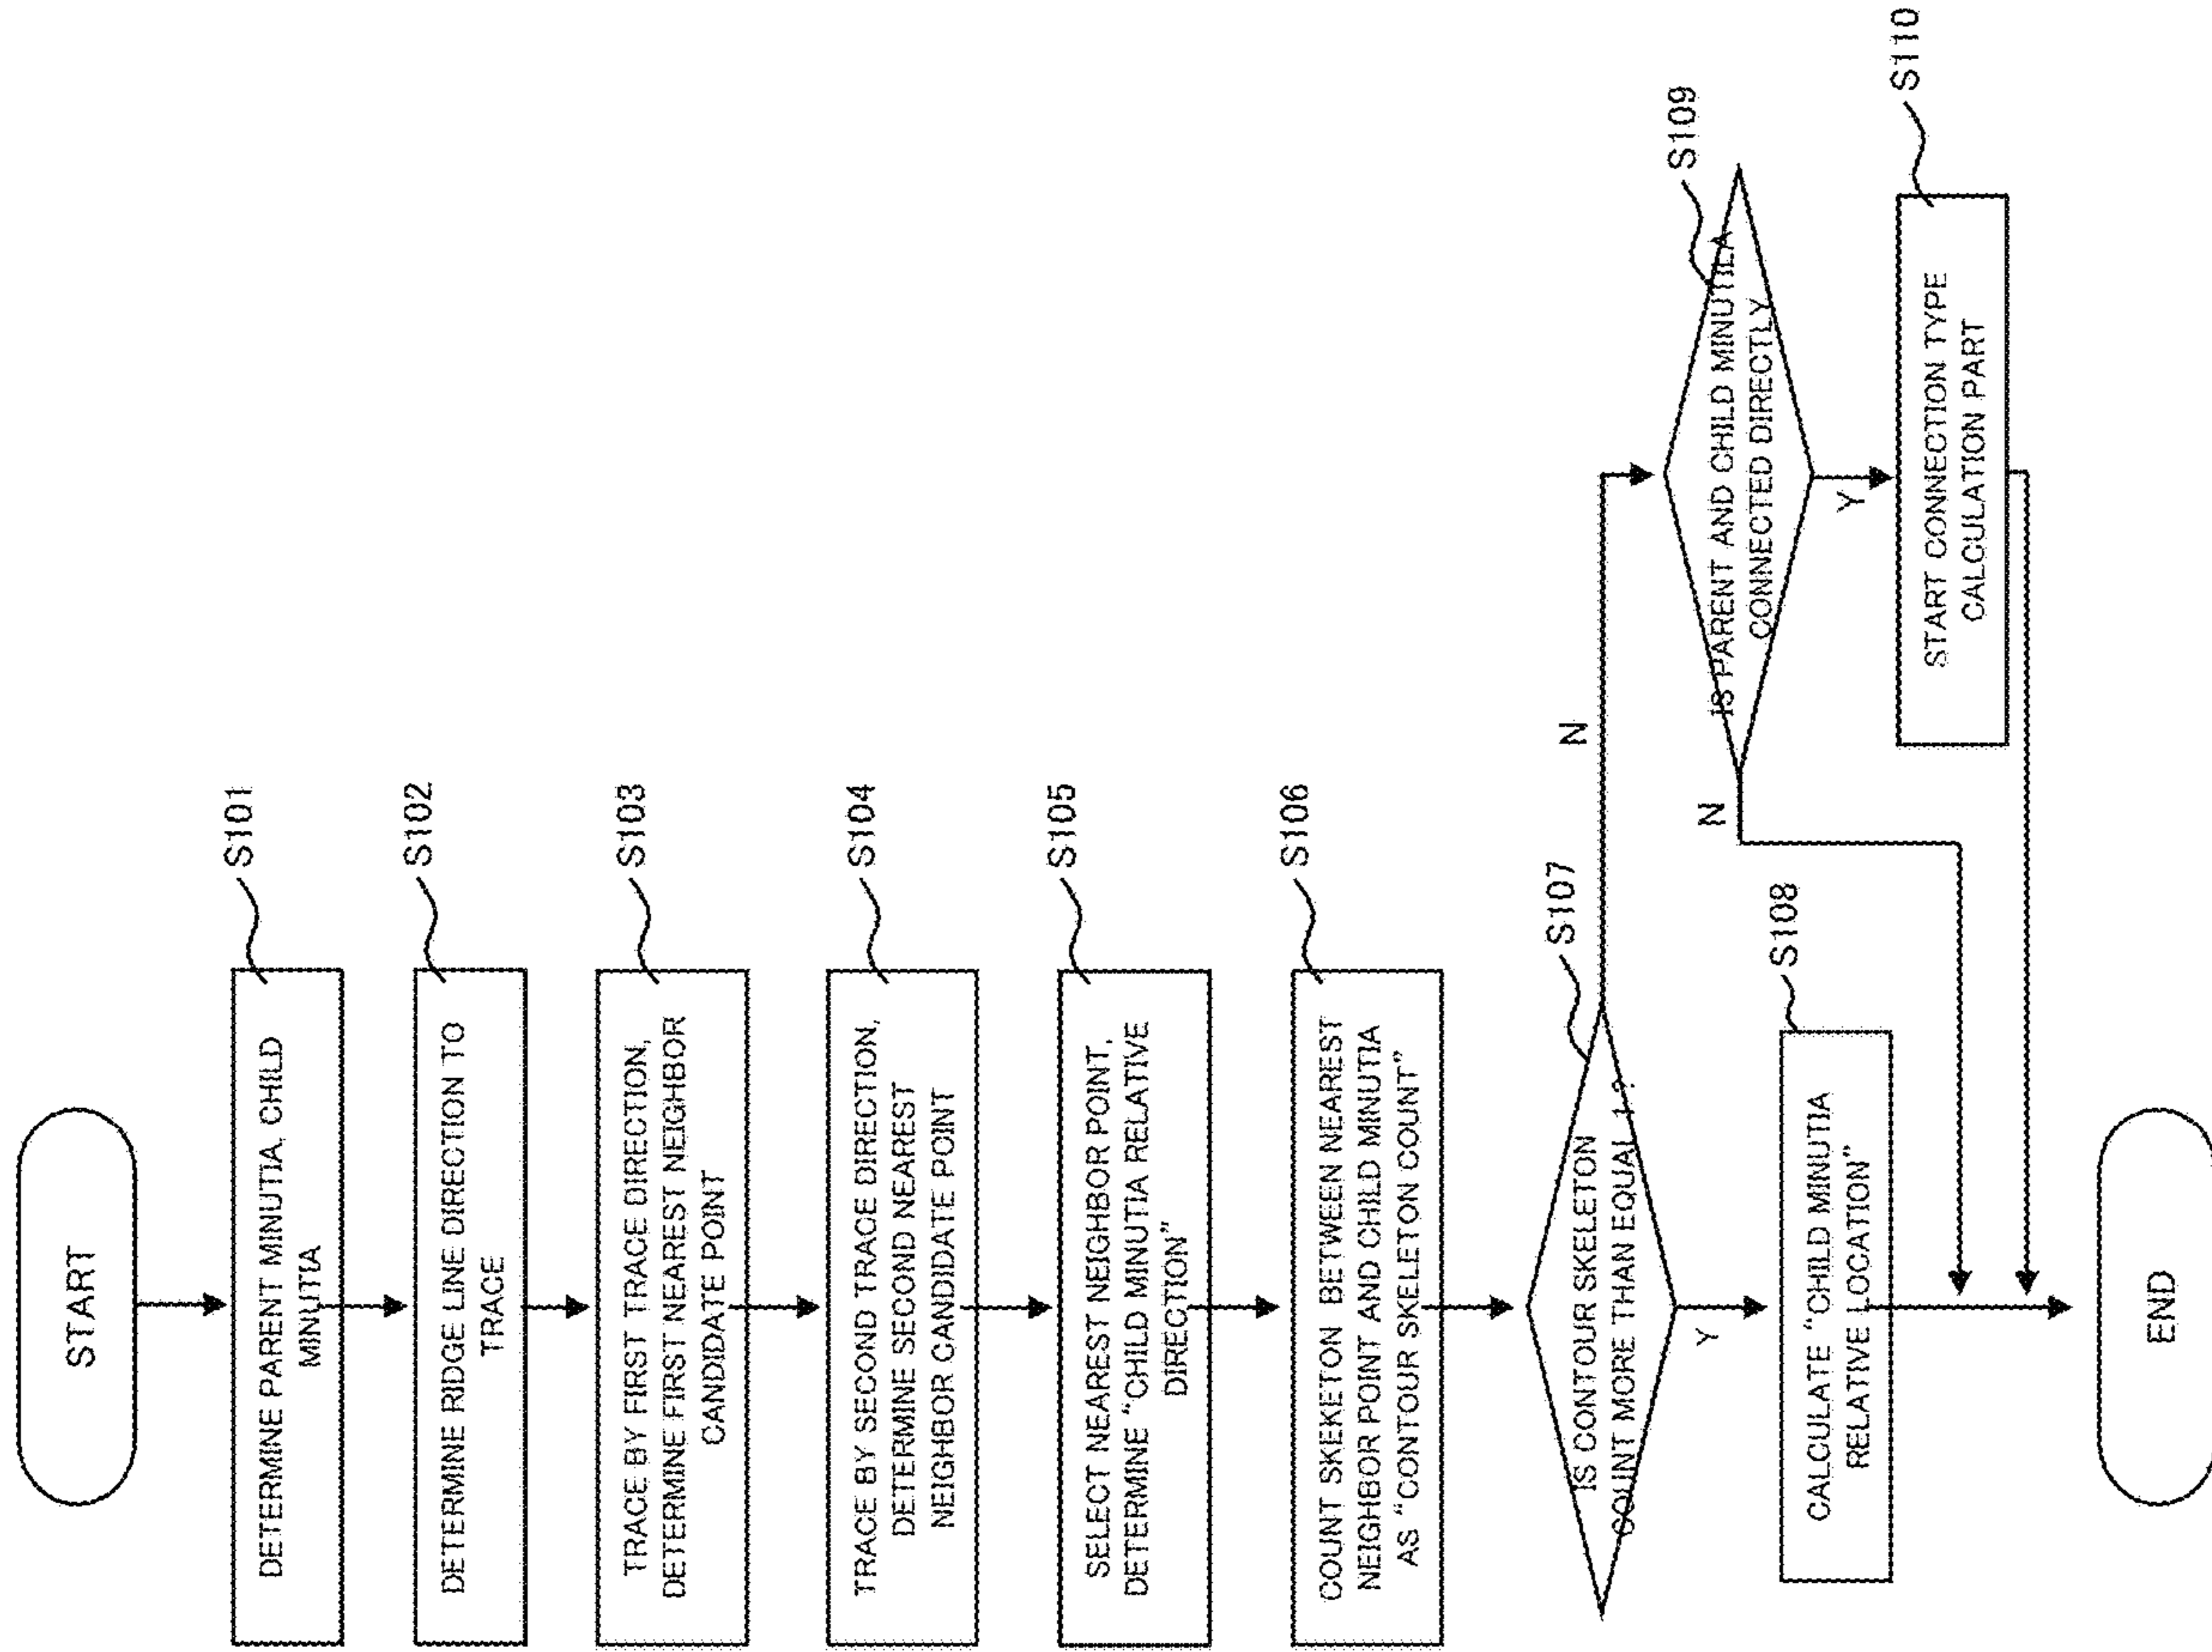 START
S101
DETERMINE PARENT MINUTIA, CHILD
MINUTIA
S102
DETERMINE RIDGE LINE DIRECTION TO
TRACE
S103
TRACE BY FIRST TRACE DIRECTION,
DETERMINE FIRST NEAREST NEIGHBOR
CANDIDATE POINT
S104
TRACE BY SECOND TRACE DIRECTION,
DETERMINE SECOND NEAREST
NEIGHBOR CANDIDATE POINT
S105
SELECT NEAREST NEIGHBOR POINT,
DETERMINE "CHILD MINUTIA RELATIVE
DIRECTION"
S106
COUNT SKEKETON BETWEEN NEAREST
NEIGHBOR POINT AND CHILD MINUTIA
AS "CONTOUR SKELETON COUNT"
S107
IS CONTOUR SKELETON
COUNT MORE THAN EQUAL 1 ?
N
Y
S108
CALCULATE "CHILD MINUTIA
RELATIVE LOCATION"
S109
IS PARENT AND CHILD MINUTILA
CONNECTED DIRECTLY
N
Y
S110
START CONNECTION TYPE
CALCULATION PART
END